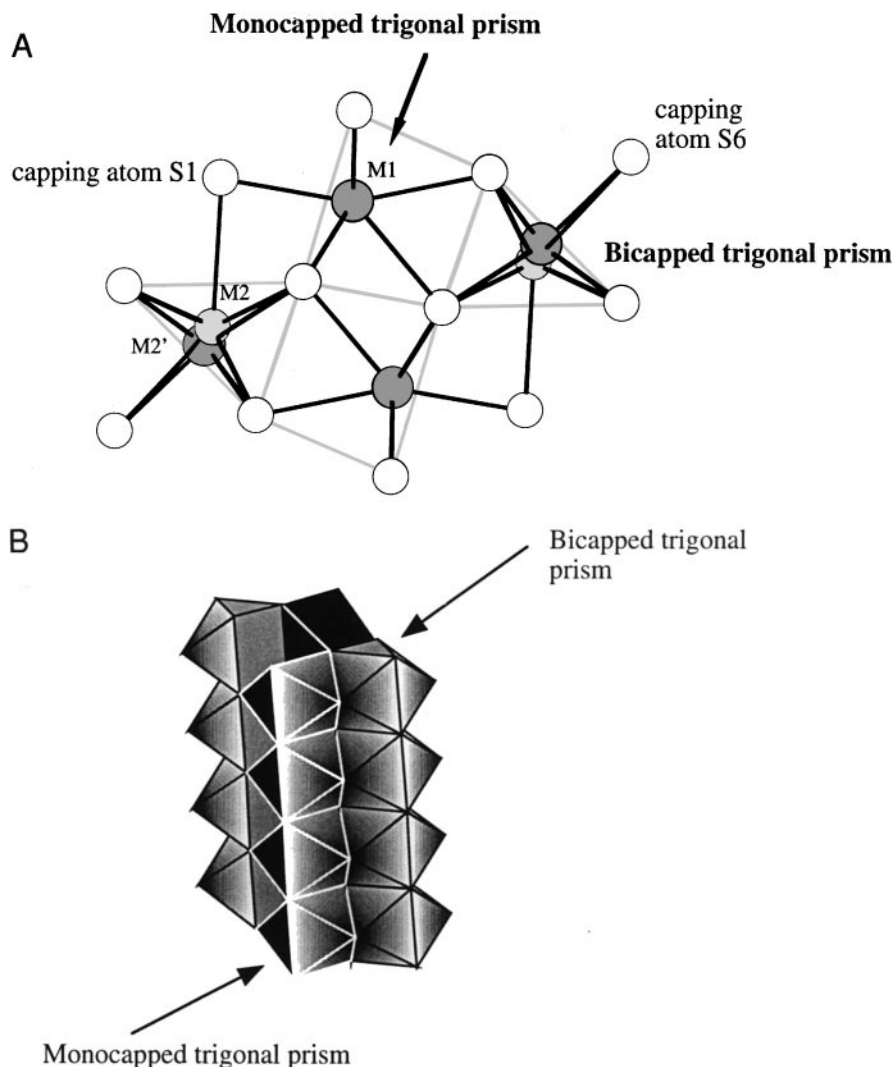 A
Monocapped trigonal prism
capping
atom S6
capping atom S1
M1
Bicapped trigonal prism
M2
M2'
B
Bicapped trigonal
prism
Monocapped trigonal prism